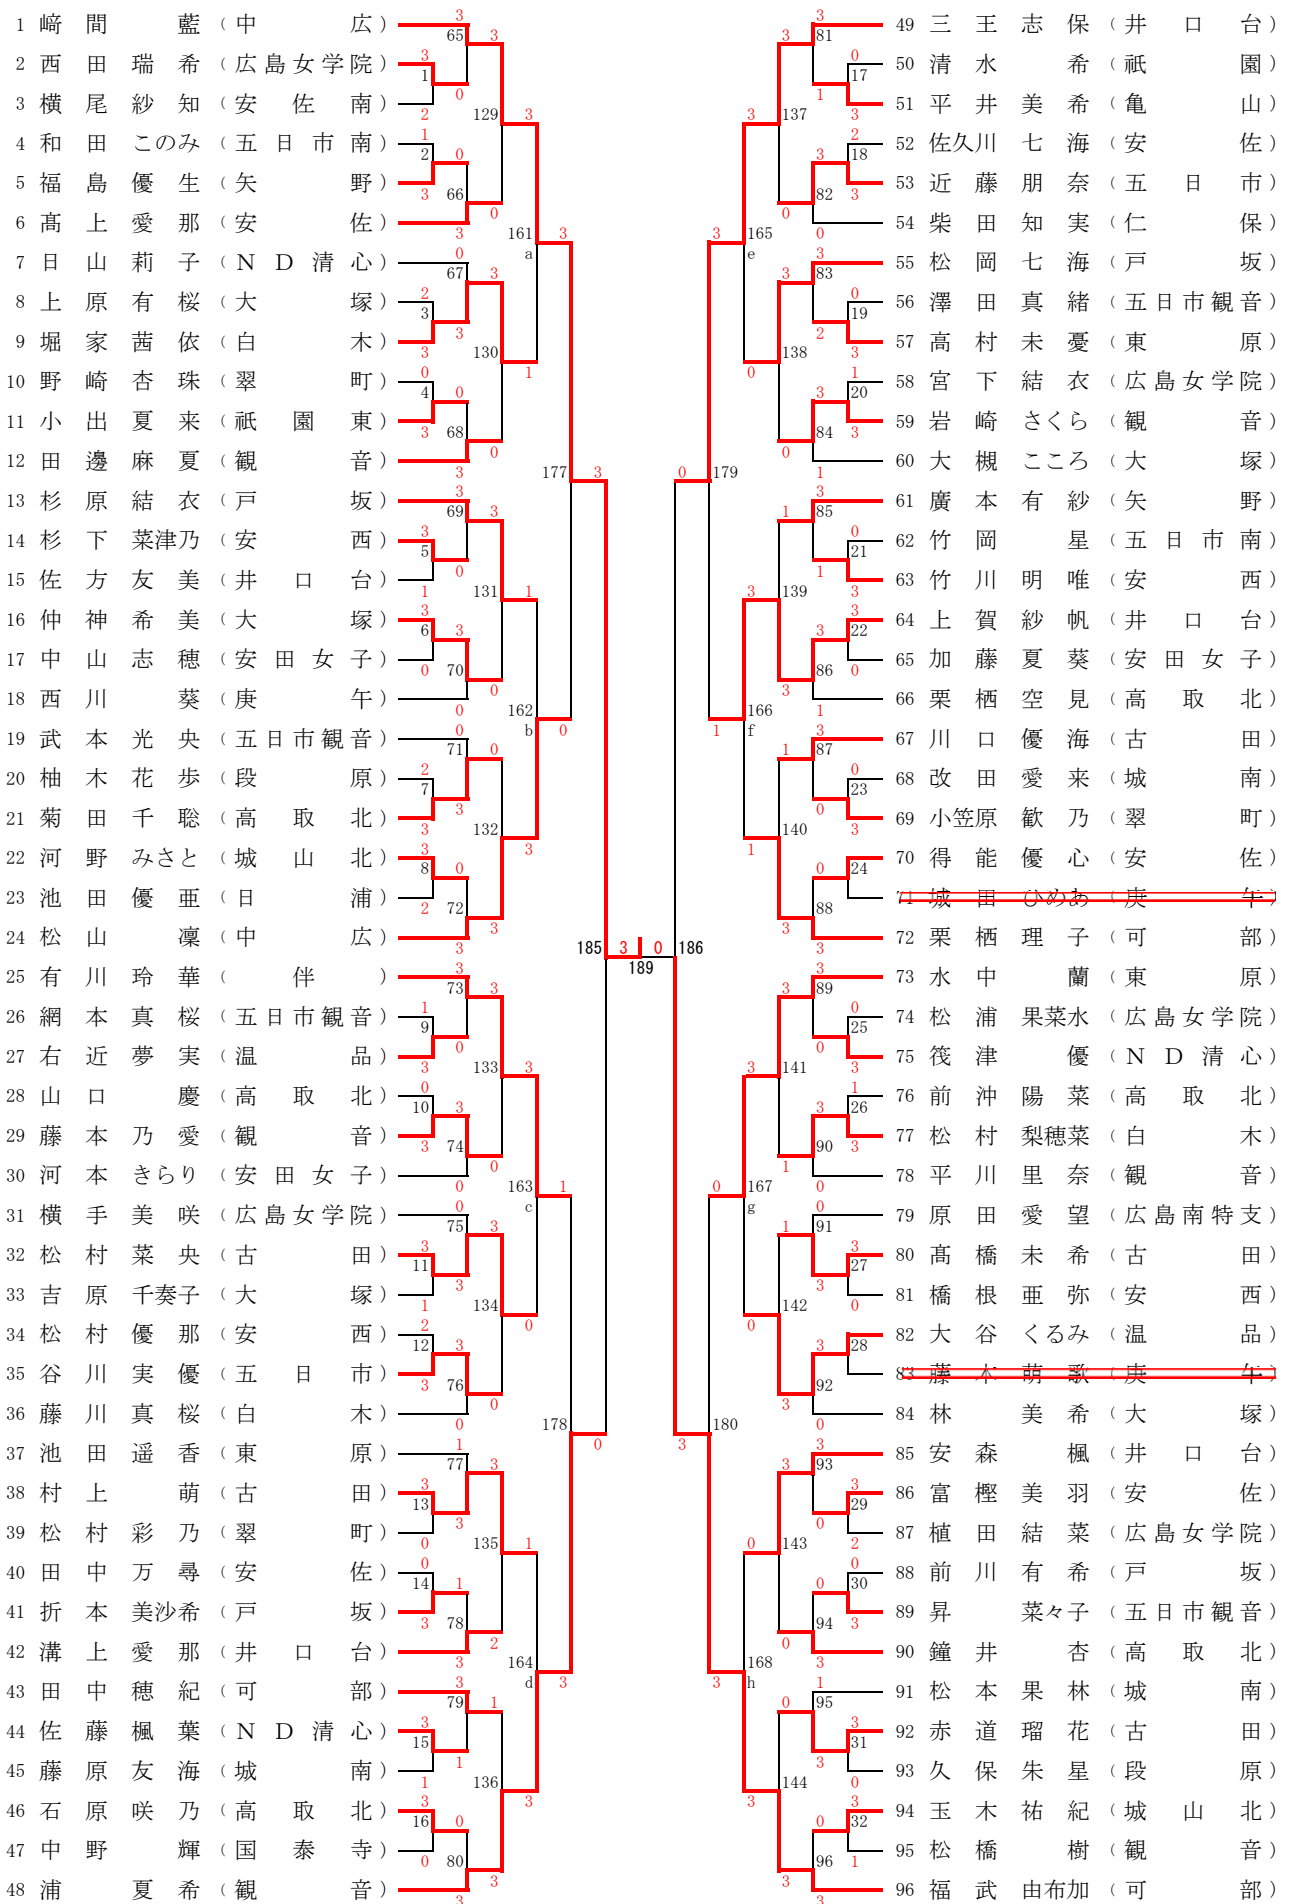 1 﨑間 藍 （中広）
2 西田 瑞希 （広島女学院）
3 横尾 紗知 （安佐南）
4 和田 このみ （五日市南）
5 福島 優生 （矢野）
6 髙上 愛那 （安佐）
7 日山 莉子 （ＮＤ清心）
8 上原 有桜 （大塚）
9 堀家 茜依 （白木）
10 野崎 杏珠 （翠町）
11 小出 夏来 （祇園東）
12 田邊 麻夏 （観音）
13 杉原 結衣 （戸坂）
14 杉下 菜津乃 （安西）
15 佐方 友美 （井口台）
16 仲神 希美 （大塚）
17 中山 志穂 （安田女子）
18 西川 葵 （庚午）
19 武本 光央 （五日市観音）
20 柚木 花歩 （段原）
21 菊田 千聡 （高取北）
22 河野 みさと （城山北）
23 池田 優亜 （日浦）
24 松山 凜 （中広）
25 有川 玲華 （伴）
26 網本 真桜 （五日市観音）
27 右近 夢実 （温品）
28 山口 慶 （高取北）
29 藤本 乃愛 （観音）
30 河本 きらり （安田女子）
31 横手 美咲 （広島女学院）
32 松村 菜央 （古田）
33 吉原 千奏子 （大塚）
34 松村 優那 （安西）
35 谷川 実優 （五日市）
36 藤川 真桜 （白木）
37 池田 遥香 （東原）
38 村上 萌 （古田）
39 松村 彩乃 （翠町）
40 田中 万尋 （安佐）
41 折本 美沙希 （戸坂）
42 溝上 愛那 （井口台）
43 田中 穂紀 （可部）
44 佐藤 楓葉 （ＮＤ清心）
45 藤原 友海 （城南）
46 石原 咲乃 （高取北）
47 中野 輝 （国泰寺）
48 浦 夏希 （観音）
185 3 0 186
189
49 三王 志保 （井口台）
50 清水 希 （祇園）
51 平井 美希 （亀山）
52 佐久川 七海 （安佐）
53 近藤 朋奈 （五日市）
54 柴田 知実 （仁保）
55 松岡 七海 （戸坂）
56 澤田 真緒 （五日市観音）
57 高村 未憂 （東原）
58 宮下 結衣 （広島女学院）
59 岩崎 さくら （観音）
60 大槻 こころ （大塚）
61 廣本 有紗 （矢野）
62 竹岡 星 （五日市南）
63 竹川 明唯 （安西）
64 上賀 紗帆 （井口台）
65 加藤 夏葵 （安田女子）
66 栗栖 空見 （高取北）
67 川口 優海 （古田）
68 改田 愛来 （城南）
69 小笠原 歓乃 （翠町）
70 得能 優心 （安佐）
71 城田 ひめあ （庚午）
72 栗栖 理子 （可部）
73 水中 蘭 （東原）
74 松浦 果菜水 （広島女学院）
75 筏津 優 （ＮＤ清心）
76 前沖 陽菜 （高取北）
77 松村 梨穂菜 （白木）
78 平川 里奈 （観音）
79 原田 愛望 （広島南特支）
80 髙橋 未希 （古田）
81 橋根 亜弥 （安西）
82 大谷 くるみ （温品）
83 藤本 萌歌 （庚午）
84 林 美希 （大塚）
85 安森 楓 （井口台）
86 富樫 美羽 （安佐）
87 植田 結菜 （広島女学院）
88 前川 有希 （戸坂）
89 昇 菜々子 （五日市観音）
90 鐘井 杏 （高取北）
91 松本 果林 （城南）
92 赤道 瑠花 （古田）
93 久保 朱星 （段原）
94 玉木 祐紀 （城山北）
95 松橋 樹 （観音）
96 福武 由布加 （可部）